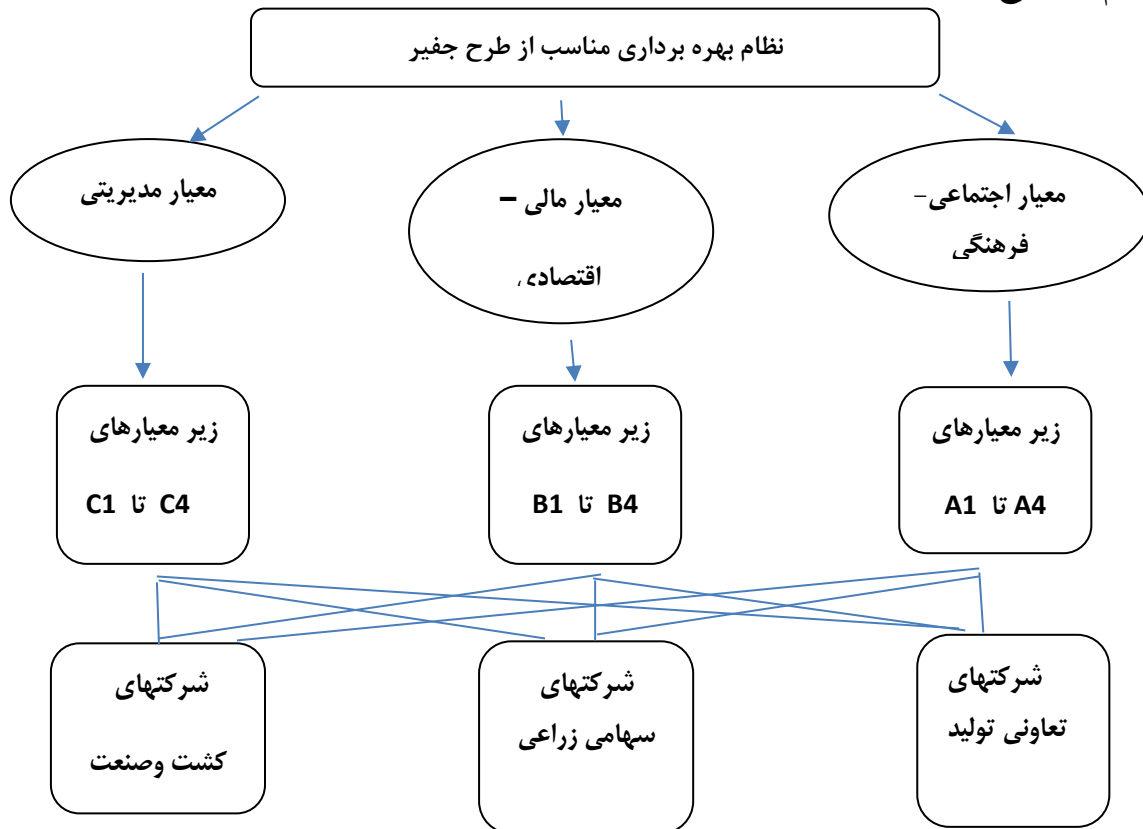 نظام بهره برداری مناسب از طرح جفیر
معیار اجتماعی-
فرهنگی
معیار مالی –
اقتصادی
معیار مدیریتی
زیر معیارهای
A1 تا A4
زیر معیارهای
B1 تا B4
زیر معیارهای
C1 تا C4
شرکتهای
تعاونی تولید
شرکتهای
سهامی زراعی
شرکتهای
کشت وصنعت